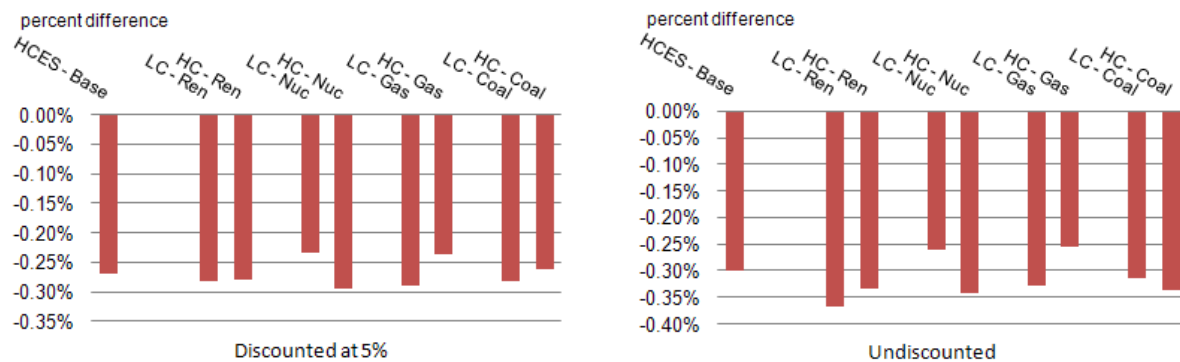 percent difference
HCES - Base
LC - Ren
HC - Ren
LC - Nuc
HC - Nuc
LC - Gas
HC - Gas
LC - Coal
HC - Coal
0.00%
-0.05%
-0.10%
-0.15%
-0.20%
-0.25%
-0.30%
-0.35%
Discounted at 5%
percent difference
HCES - Base
LC - Ren
HC - Ren
LC - Nuc
HC - Nuc
LC - Gas
HC - Gas
LC - Coal
HC - Coal
0.00%
-0.05%
-0.10%
-0.15%
-0.20%
-0.25%
-0.30%
-0.35%
-0.40%
Undiscounted